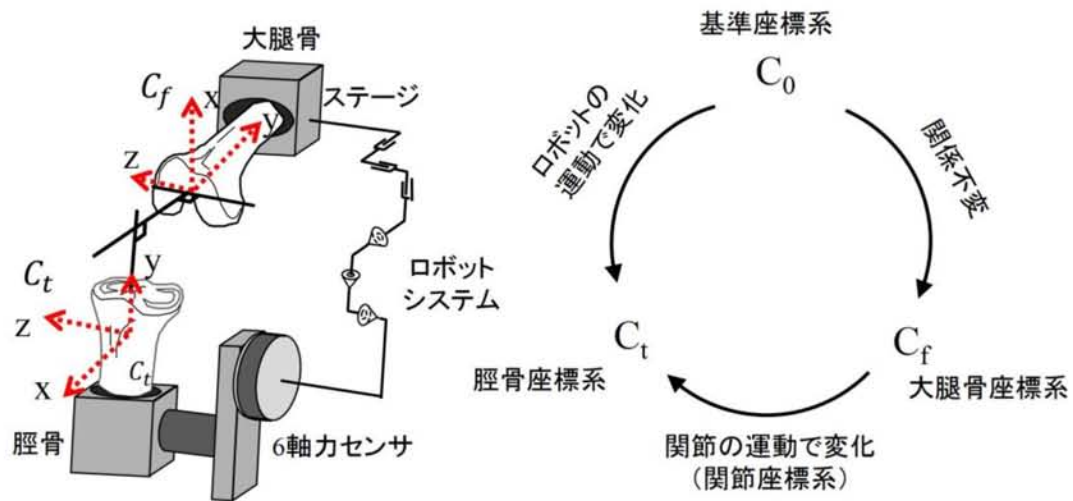 大腿骨
C_f
x
ステージ
y
z
C_t
y
z
x
C_t
ロボット
システム
脛骨
6軸力センサ
基準座標系
C_0
ロボットの
運動で変化
関係不変
C_t
C_f
脛骨座標系
大腿骨座標系
関節の運動で変化
（関節座標系）